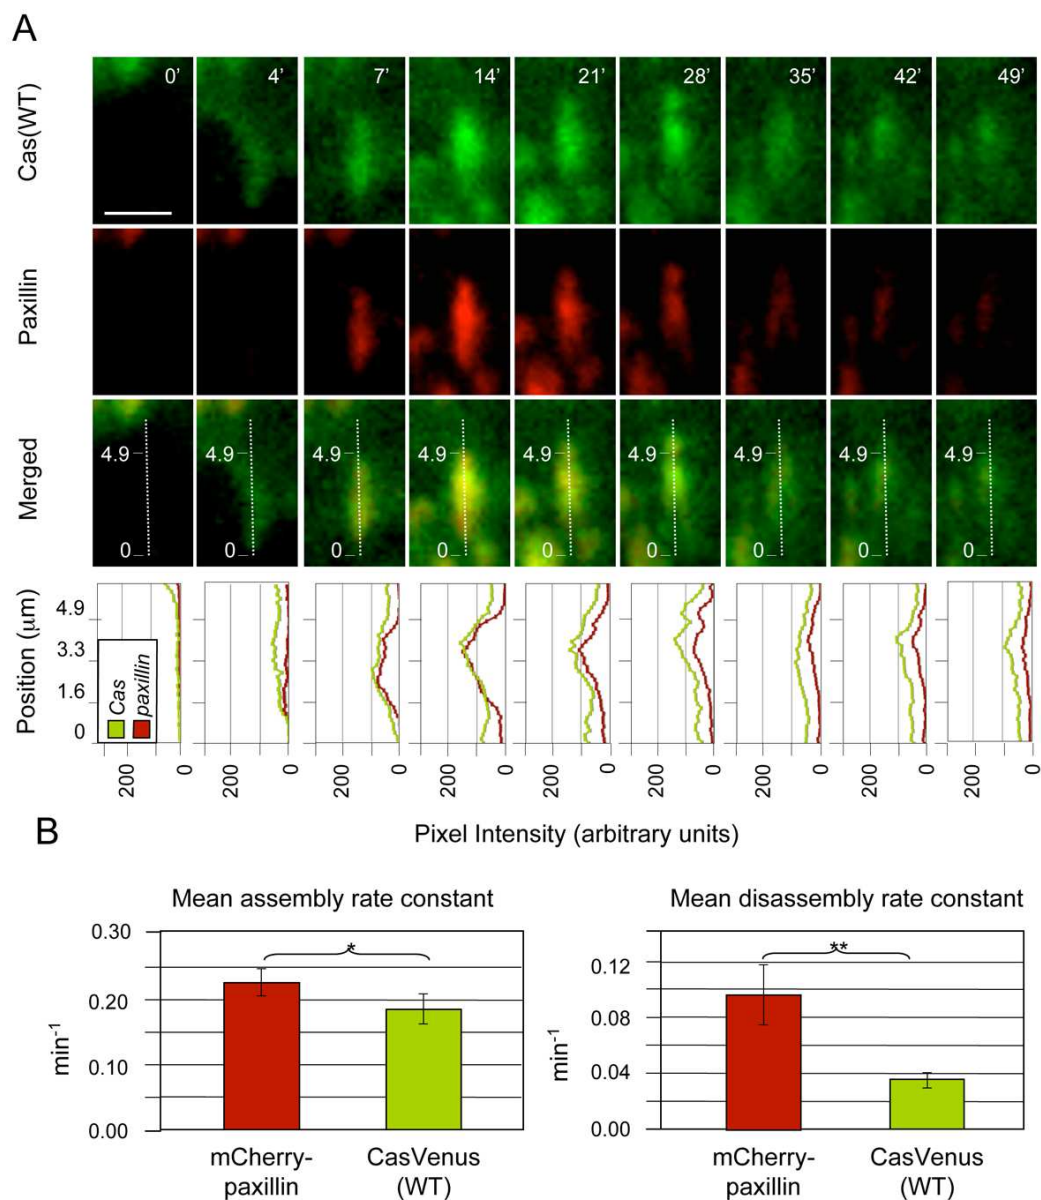 A
Cas(WT)
0' 4' 7' 14' 21' 28' 35' 42' 49'
Paxillin
Merged
4.9 4.9 4.9 4.9 4.9 4.9 4.9 4.9 4.9
0 0 0 0 0 0 0 0 0
Position (µm)
4.9
3.3
1.6
0
Cas
paxillin
200 0 200 0 200 0 200 0 200 0 200 0 200 0 200 0 200 0
Pixel Intensity (arbitrary units)
B
Mean assembly rate constant
0.30
0.20
0.10
0.00
min-1
*
mCherry-
paxillin
CasVenus
(WT)
Mean disassembly rate constant
0.12
0.08
0.04
0.00
min-1
**
mCherry-
paxillin
CasVenus
(WT)